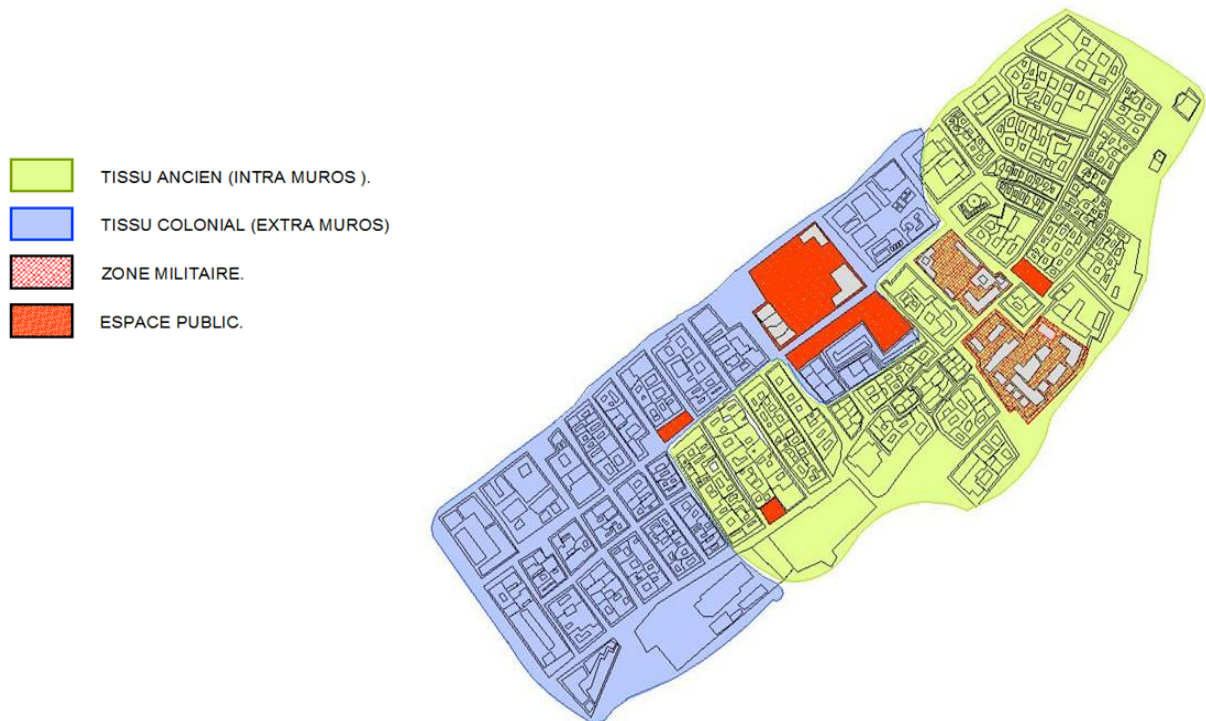 TISSU ANCIEN (INTRA MUROS ).
TISSU COLONIAL (EXTRA MUROS)
ZONE MILITAIRE.
ESPACE PUBLIC.